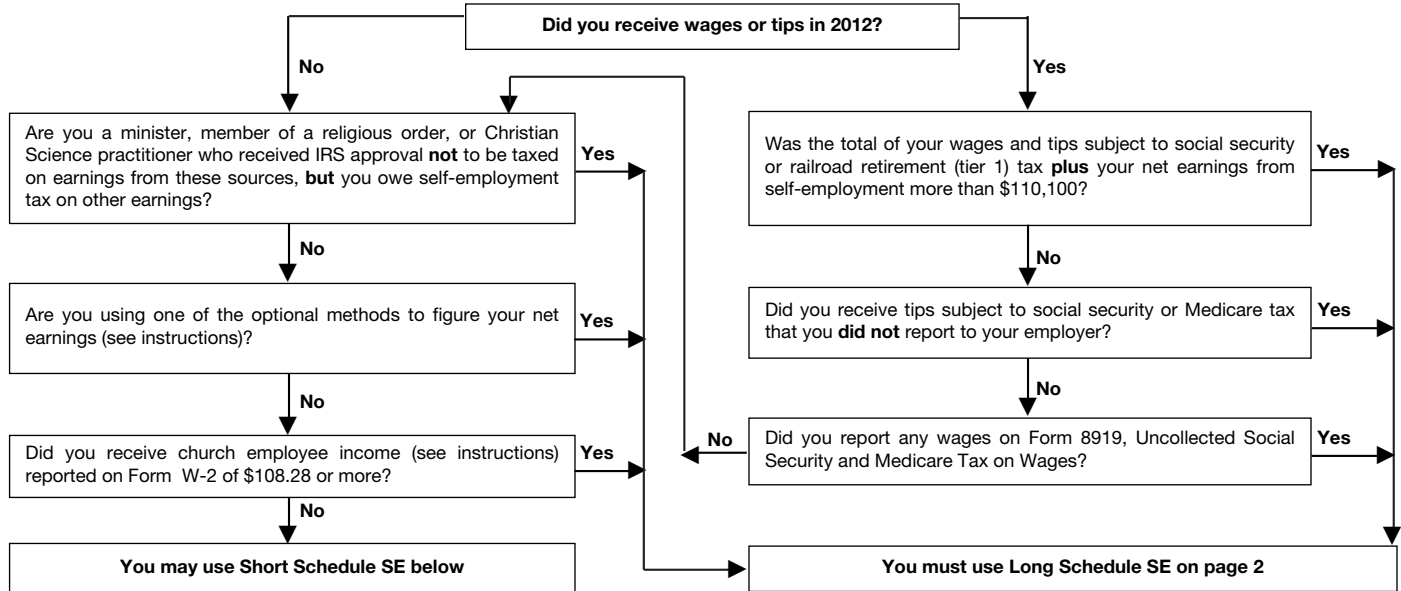 Did you receive wages or tips in 2012?
No
Yes
Are you a minister, member of a religious order, or Christian
Science practitioner who received IRS approval not to be taxed
on earnings from these sources, but you owe self-employment
tax on other earnings?
Yes
Was the total of your wages and tips subject to social security
or railroad retirement (tier 1) tax plus your net earnings from
self-employment more than $110,100?
Yes
No
No
Are you using one of the optional methods to figure your net
earnings (see instructions)?
Yes
Did you receive tips subject to social security or Medicare tax
that you did not report to your employer?
Yes
No
No
Did you receive church employee income (see instructions)
reported on Form W-2 of $108.28 or more?
Yes
No
Did you report any wages on Form 8919, Uncollected Social
Security and Medicare Tax on Wages?
Yes
No
You may use Short Schedule SE below
You must use Long Schedule SE on page 2